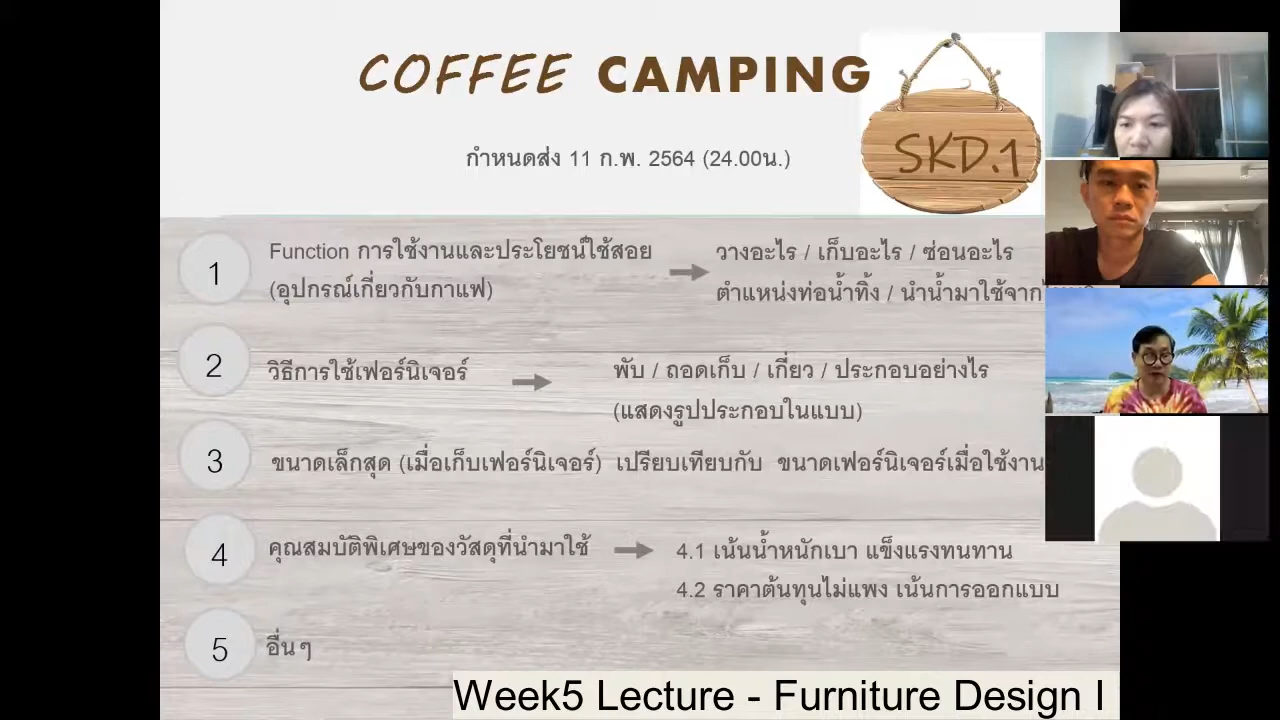 COFFEE CAMPING
SKD.1
กำหนดส่ง 11 ก.พ. 2564 (24.00น.)
1
Function การใช้งานและประโยชน์ใช้สอย
(อุปกรณ์เกี่ยวกับกาแฟ)
วางอะไร / เก็บอะไร / ซ่อนอะไร
ตำแหน่งท่อน้ำทิ้ง / นำน้ำมาใช้จาก
2
วิธีการใช้เฟอร์นิเจอร์
พับ / ถอดเก็บ / เกี่ยว / ประกอบอย่างไร
(แสดงรูปประกอบในแบบ)
3
ขนาดเล็กสุด (เมื่อเก็บเฟอร์นิเจอร์) เปรียบเทียบกับ ขนาดเฟอร์นิเจอร์เมื่อใช้งาน
4
คุณสมบัติพิเศษของวัสดุที่นำมาใช้
4.1 เน้นน้ำหนักเบา แข็งแรงทนทาน
4.2 ราคาต้นทุนไม่แพง เน้นการออกแบบ
5
อื่นๆ
Week5 Lecture - Furniture Design I